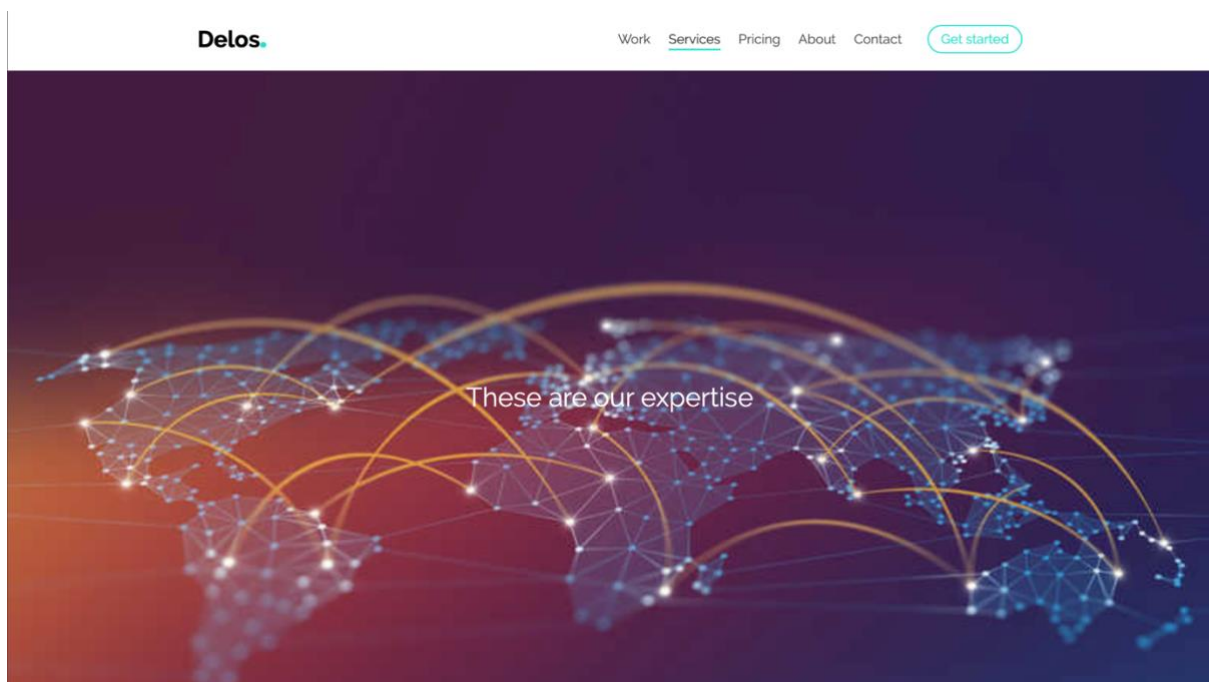 Delos.
Work Services Pricing About Contact Get started
These are our expertise